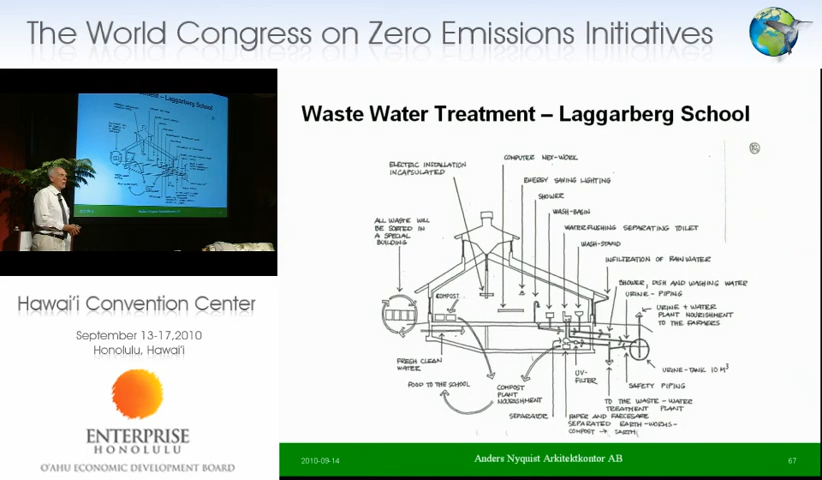 The World Congress on Zero Emissions Initiatives
Waste Water Treatment – Laggarberg School
Laggarberg School
ELECTRIC INSTALLATION
INCAPSULATED
COMPUTER NET-WORK
ENERGY SAVING LIGHTING
SHOWER
WASH-BASIN
WATERFLUSHING SEPARATING TOILET
WASH-STAND
INFILTRATION OF RAINWATER
ALL WASTE WILL
BE SORTED IN
A SPECIAL
BUILDING
SHOWER, DISH AND WASHING WATER
URINE-PIPING
URINE + WATER
PLANT NOURISHMENT
TO THE FARMERS
COMPOST
FRESH CLEAN
WATER
FOOD TO THE SCHOOL
COMPOST
PLANT
NOURISHMENT
UV-
FILTER
URINE-TANK 10 M³
SAFETY PIPING
TO THE WASTE-WATER
TREATMENT PLANT
SEPARATOR
PAPER AND
SEPARATED EARTH-WORMS-
COMPOST →
Hawai'i Convention Center
September 13-17,2010
Honolulu, Hawai'i
ENTERPRISE
HONOLULU
O'AHU ECONOMIC DEVELOPMENT BOARD
2010-09-14
Anders Nyquist Arkitektkontor AB
67